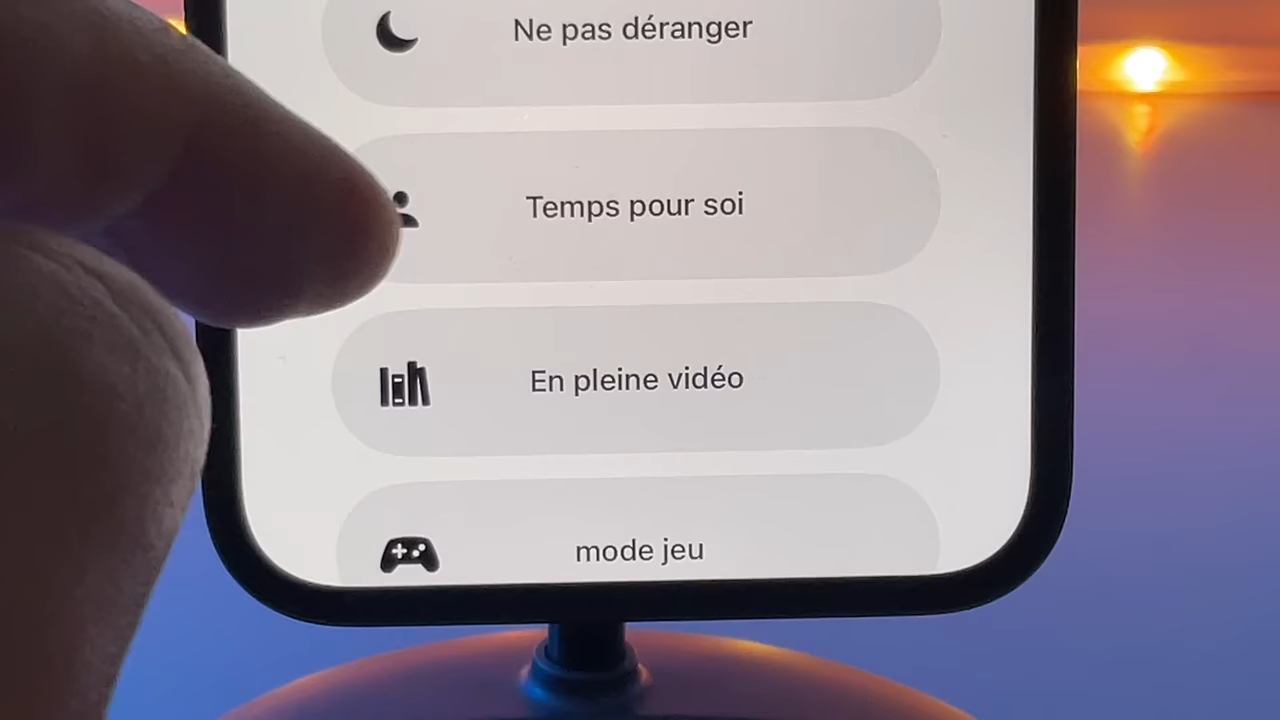 Ne pas déranger
Temps pour soi
En pleine vidéo
mode jeu